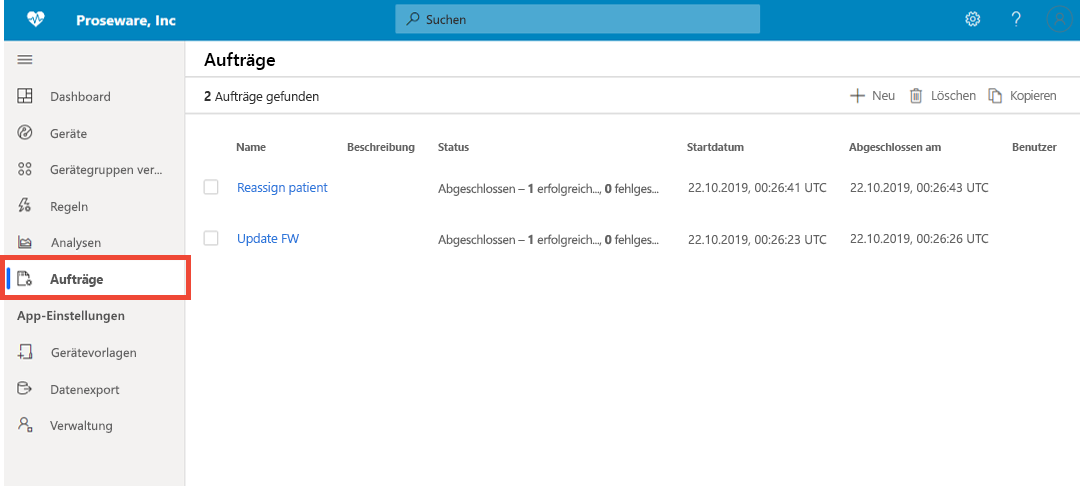 Proseware, Inc
Suchen
?
Aufträge
2 Aufträge gefunden
Neu
Löschen
Kopieren
Dashboard
Geräte
Gerätegruppen ver...
Regeln
Analysen
Aufträge
App-Einstellungen
Gerätevorlagen
Datenexport
Verwaltung
Name Beschreibung Status Startdatum Abgeschlossen am Benutzer
Reassign patient Abgeschlossen – 1 erfolgreich..., 0 fehlges... 22.10.2019, 00:26:41 UTC 22.10.2019, 00:26:43 UTC
Update FW Abgeschlossen – 1 erfolgreich..., 0 fehlges... 22.10.2019, 00:26:23 UTC 22.10.2019, 00:26:26 UTC